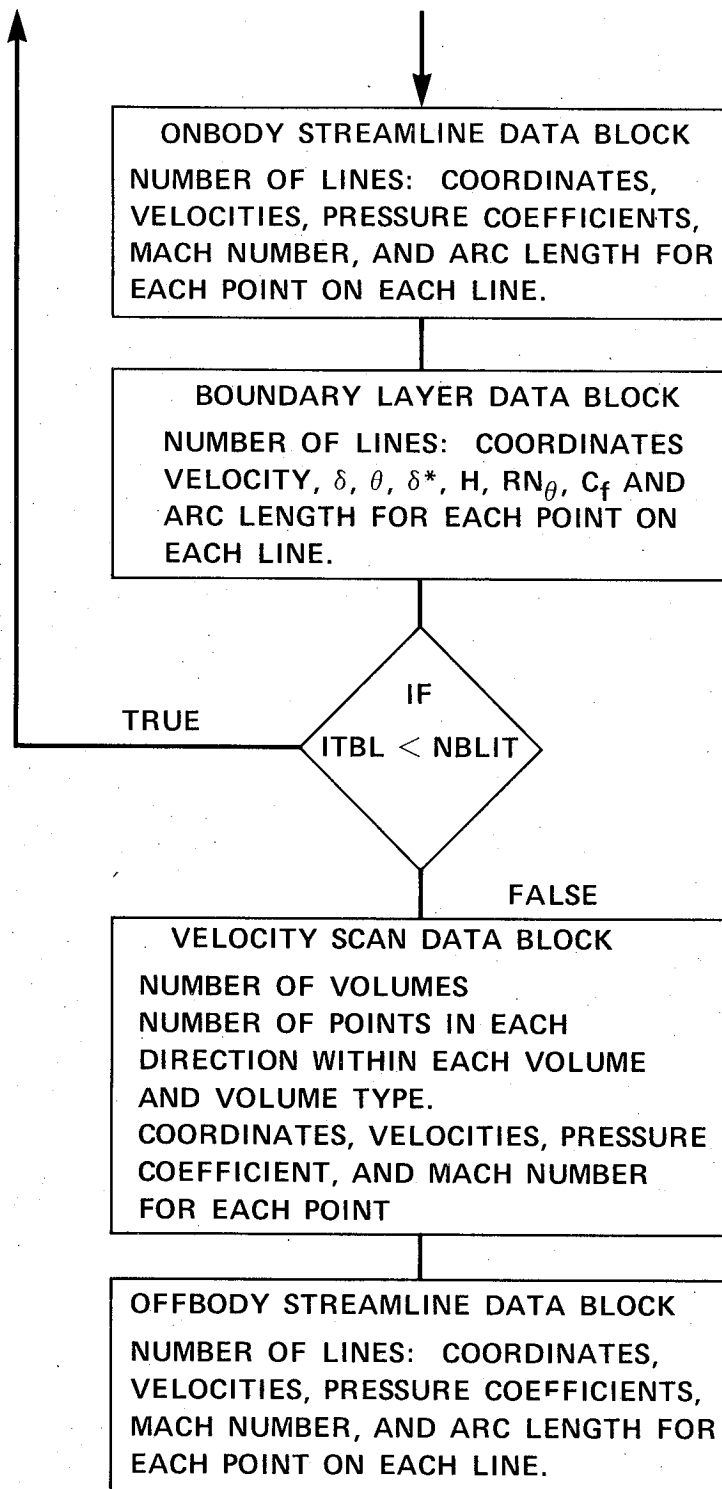 ONBODY STREAMLINE DATA BLOCK
NUMBER OF LINES: COORDINATES,
VELOCITIES, PRESSURE COEFFICIENTS,
MACH NUMBER, AND ARC LENGTH FOR
EACH POINT ON EACH LINE.
BOUNDARY LAYER DATA BLOCK
NUMBER OF LINES: COORDINATES
VELOCITY, δ, θ, δ*, H, RN_θ, C_f AND
ARC LENGTH FOR EACH POINT ON
EACH LINE.
IF
TRUE
ITBL < NBLIT
FALSE
VELOCITY SCAN DATA BLOCK
NUMBER OF VOLUMES
NUMBER OF POINTS IN EACH
DIRECTION WITHIN EACH VOLUME
AND VOLUME TYPE.
COORDINATES, VELOCITIES, PRESSURE
COEFFICIENT, AND MACH NUMBER
FOR EACH POINT
OFFBODY STREAMLINE DATA BLOCK
NUMBER OF LINES: COORDINATES,
VELOCITIES, PRESSURE COEFFICIENTS,
MACH NUMBER, AND ARC LENGTH FOR
EACH POINT ON EACH LINE.